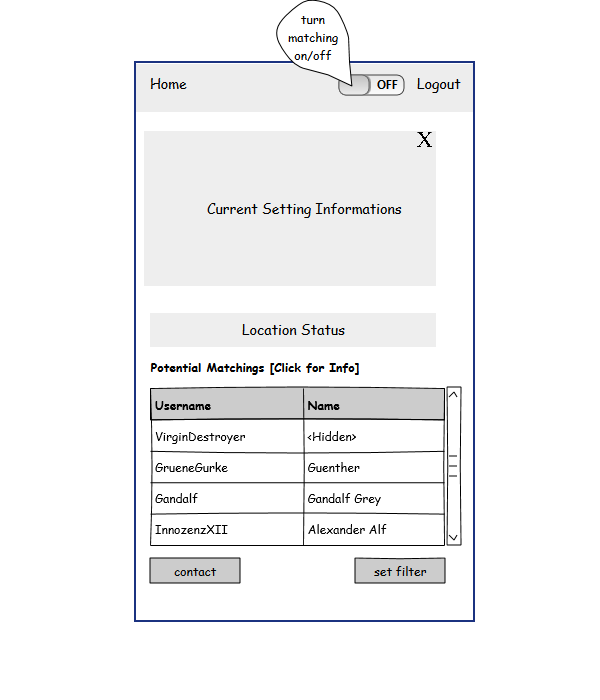 turn
matching
on/off
Home
OFF
Logout
X
Current Setting Informations
Location Status
Potential Matchings [Click for Info]
Username Name
VirginDestroyer <Hidden>
GrueneGurke Guenther
Gandalf Gandalf Grey
InnozenzXII Alexander Alf
contact set filter